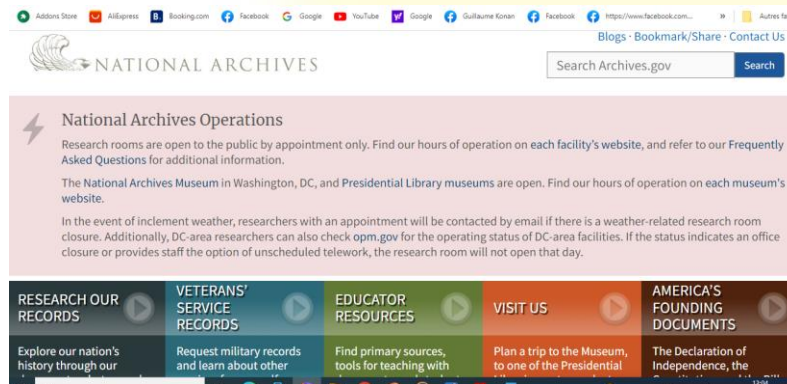 Addons Store AliExpress Booking.com Facebook Google YouTube Google Guillaume Konan Facebook https://www.facebook.com... » Autres fa
Blogs · Bookmark/Share · Contact Us
NATIONAL ARCHIVES
Search Archives.gov Search
National Archives Operations
Research rooms are open to the public by appointment only. Find our hours of operation on each facility's website, and refer to our Frequently
Asked Questions for additional information.
The National Archives Museum in Washington, DC, and Presidential Library museums are open. Find our hours of operation on each museum's
website.
In the event of inclement weather, researchers with an appointment will be contacted by email if there is a weather-related research room
closure. Additionally, DC-area researchers can also check opm.gov for the operating status of DC-area facilities. If the status indicates an office
closure or provides staff the option of unscheduled telework, the research room will not open that day.
RESEARCH OUR
RECORDS
VETERANS'
SERVICE
RECORDS
EDUCATOR
RESOURCES
VISIT US
AMERICA'S
FOUNDING
DOCUMENTS
Explore our nation's
history through our
Request military records
and learn about other
Find primary sources,
tools for teaching with
Plan a trip to the Museum,
to one of the Presidential
The Declaration of
Independence, the
13:04